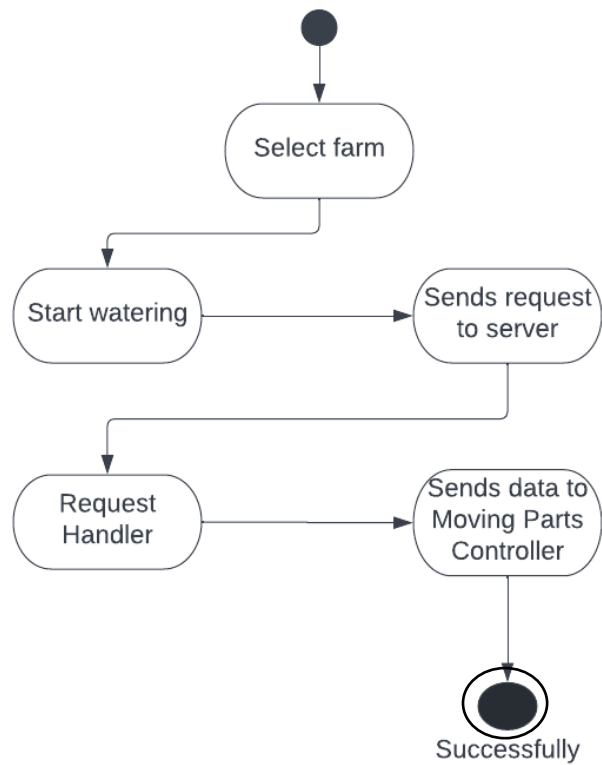 Select farm
Start watering
Sends request
to server
Request
Handler
Sends data to
Moving Parts
Controller
Successfully